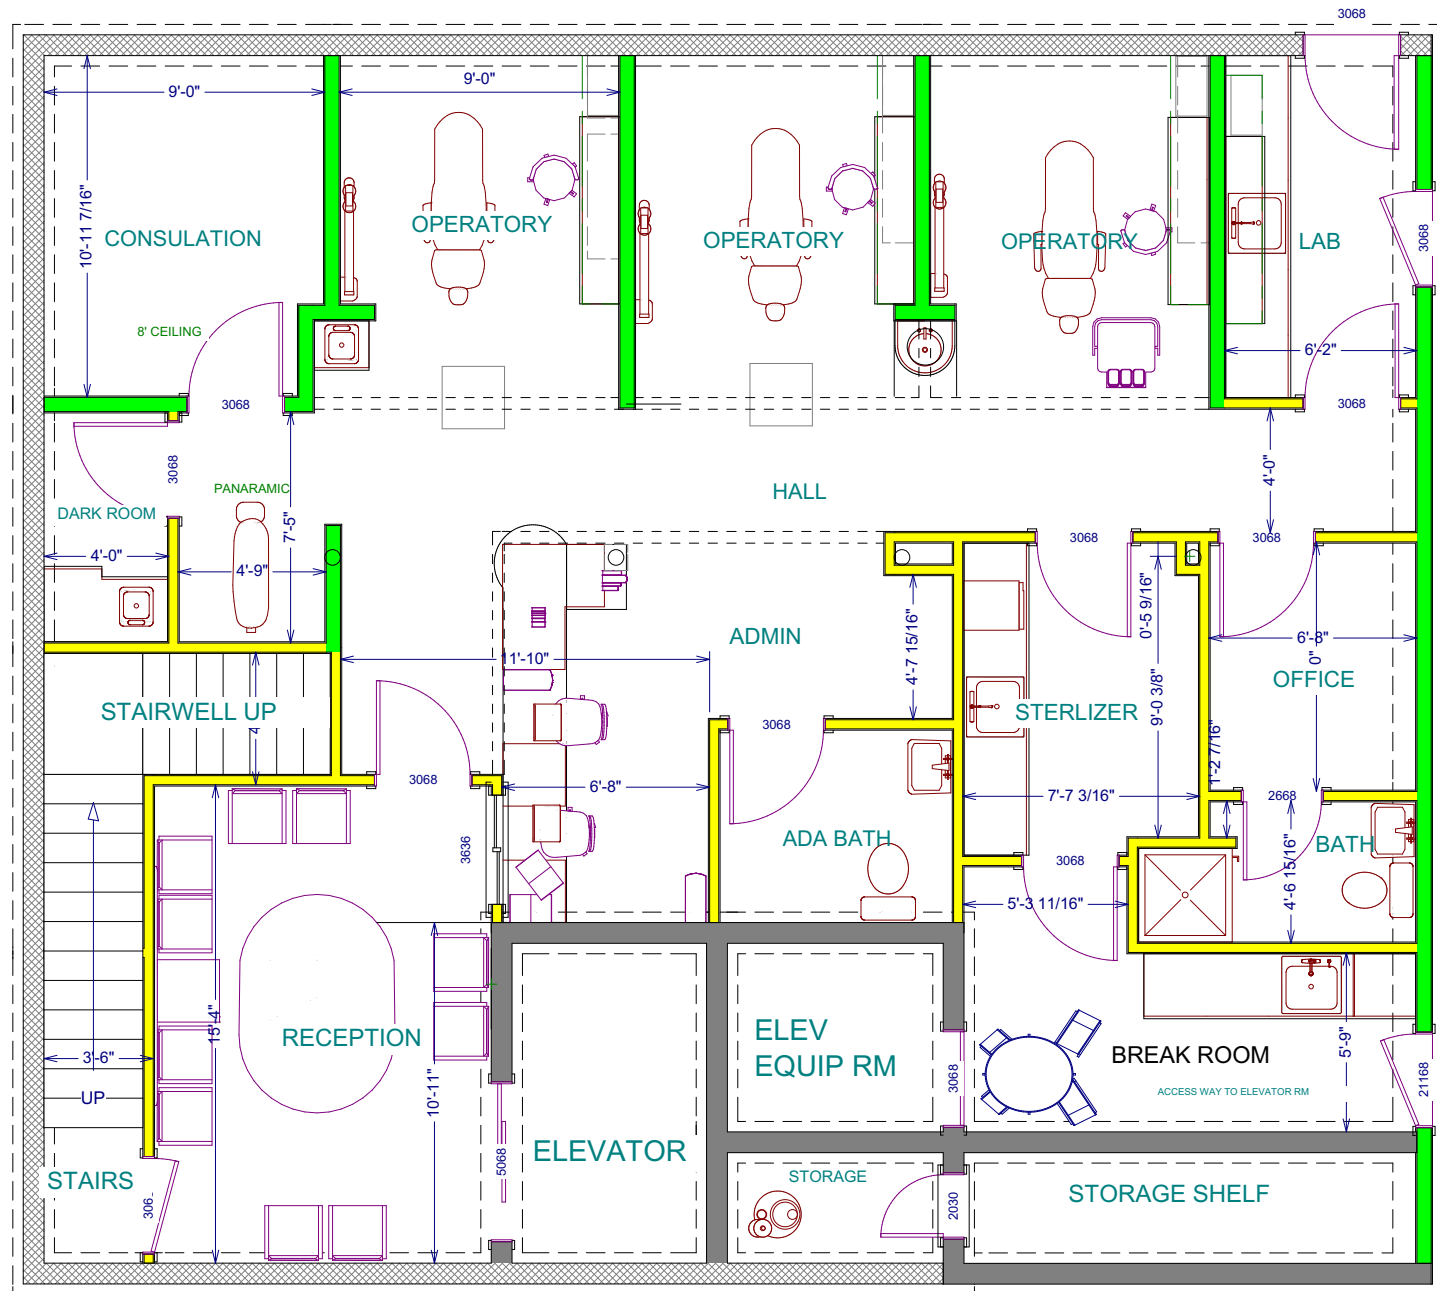 3068
9'-0"
9'-0"
10'-11 7/16"
CONSULATION
OPERATORY
OPERATORY
OPERATORY
LAB
3068
8' CEILING
6'-2"
3068
3068
3068
PANARAMIC
DARK ROOM
7'-5"
HALL
4'-0"
4'-0"
4'-9"
3068
3068
0'-5 9/16"
ADMIN
4'-7 15/16"
11'-10"
6'-8"
0"
OFFICE
STAIRWELL UP
4'
3068
STERLIZER
9'-0 3/8"
1'-2 7/16"
3068
6'-8"
7'-7 3/16"
2668
3636
ADA BATH
BATH
3068
4'-6 15/16"
5'-3 11/16"
15'-4"
RECEPTION
ELEV
EQUIP RM
3068
BREAK ROOM
5'-9"
ACCESS WAY TO ELEVATOR RM
21168
3'-6"
UP
10'-11"
ELEVATOR
5068
STAIRS
306
STORAGE
2030
STORAGE SHELF